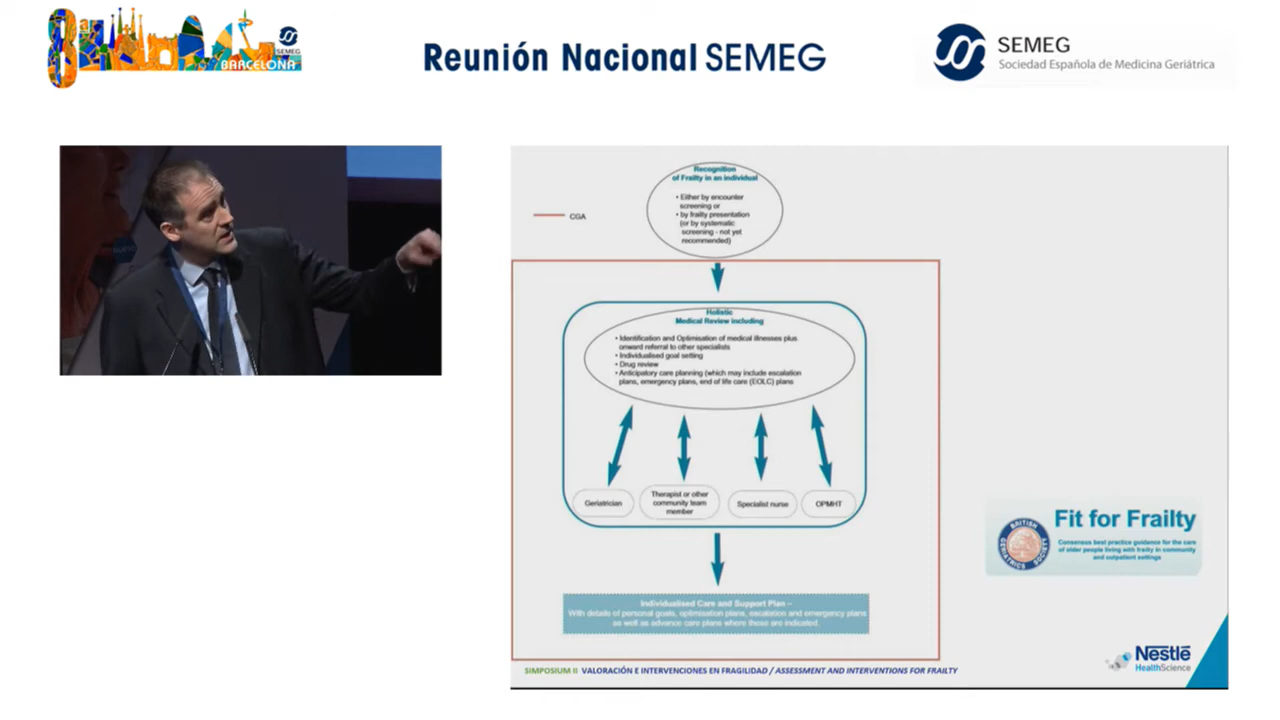 8ª
SEMEG
BARCELONA
Reunión Nacional SEMEG
SEMEG
Sociedad Española de Medicina Geriátrica
Recognition
of Frailty in an individual
• Either by encounter
screening or
• by frailty presentation
(or by systematic
screening - not yet
recommended)
CGA
Holistic
Medical Review including
• Identification and Optimisation of medical illnesses plus
onward referral to other specialists
• Individualised goal setting
• Drug review
• Anticipatory care planning (which may include escalation
plans, emergency plans, end of life care (EOLC) plans
Geriatrician
Therapist or other
community team
member
Specialist nurse
OPMHT
Individualised Care and Support Plan –
With details of personal goals, optimisation plans, escalation and emergency plans
as well as advance care plans where these are indicated.
BRITISH
GERIATRICS SOCIETY
Fit for Frailty
Consensus best practice guidance for the care
of older people living with frailty in community
and outpatient settings
SIMPOSIUM II VALORACIÓN E INTERVENCIONES EN FRAGILIDAD / ASSESSMENT AND INTERVENTIONS FOR FRAILTY
Nestlé
HealthScience